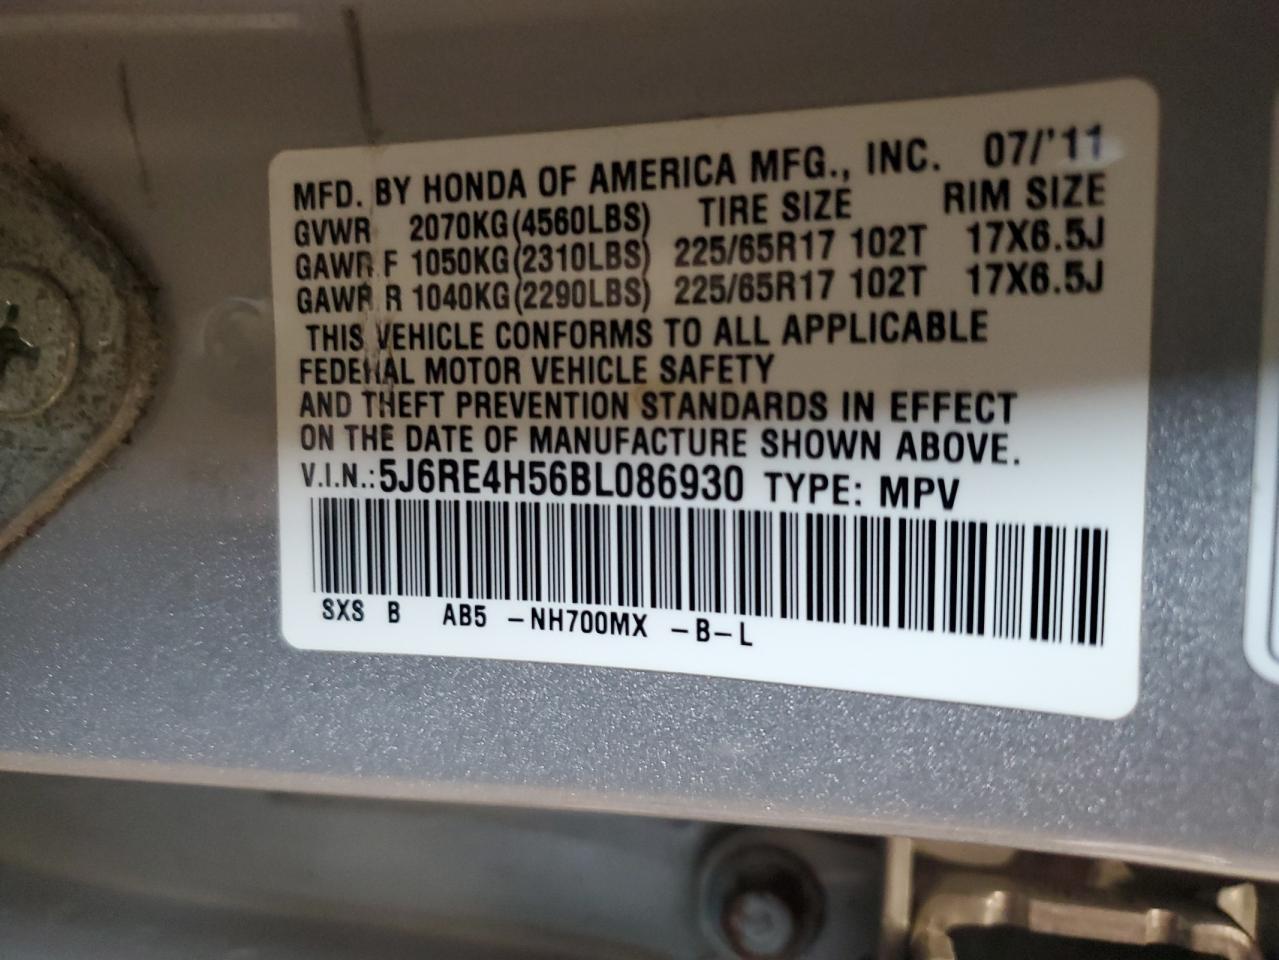 MFD. BY HONDA OF AMERICA MFG., INC. 07/'11
GVWR 2070KG(4560LBS) TIRE SIZE RIM SIZE
GAWR F 1050KG(2310LBS) 225/65R17 102T 17X6.5J
GAWR R 1040KG(2290LBS) 225/65R17 102T 17X6.5J
THIS VEHICLE CONFORMS TO ALL APPLICABLE
FEDERAL MOTOR VEHICLE SAFETY
AND THEFT PREVENTION STANDARDS IN EFFECT
ON THE DATE OF MANUFACTURE SHOWN ABOVE.
V.I.N.:5J6RE4H56BL086930 TYPE: MPV
SXS B AB5 -NH700MX -B-L